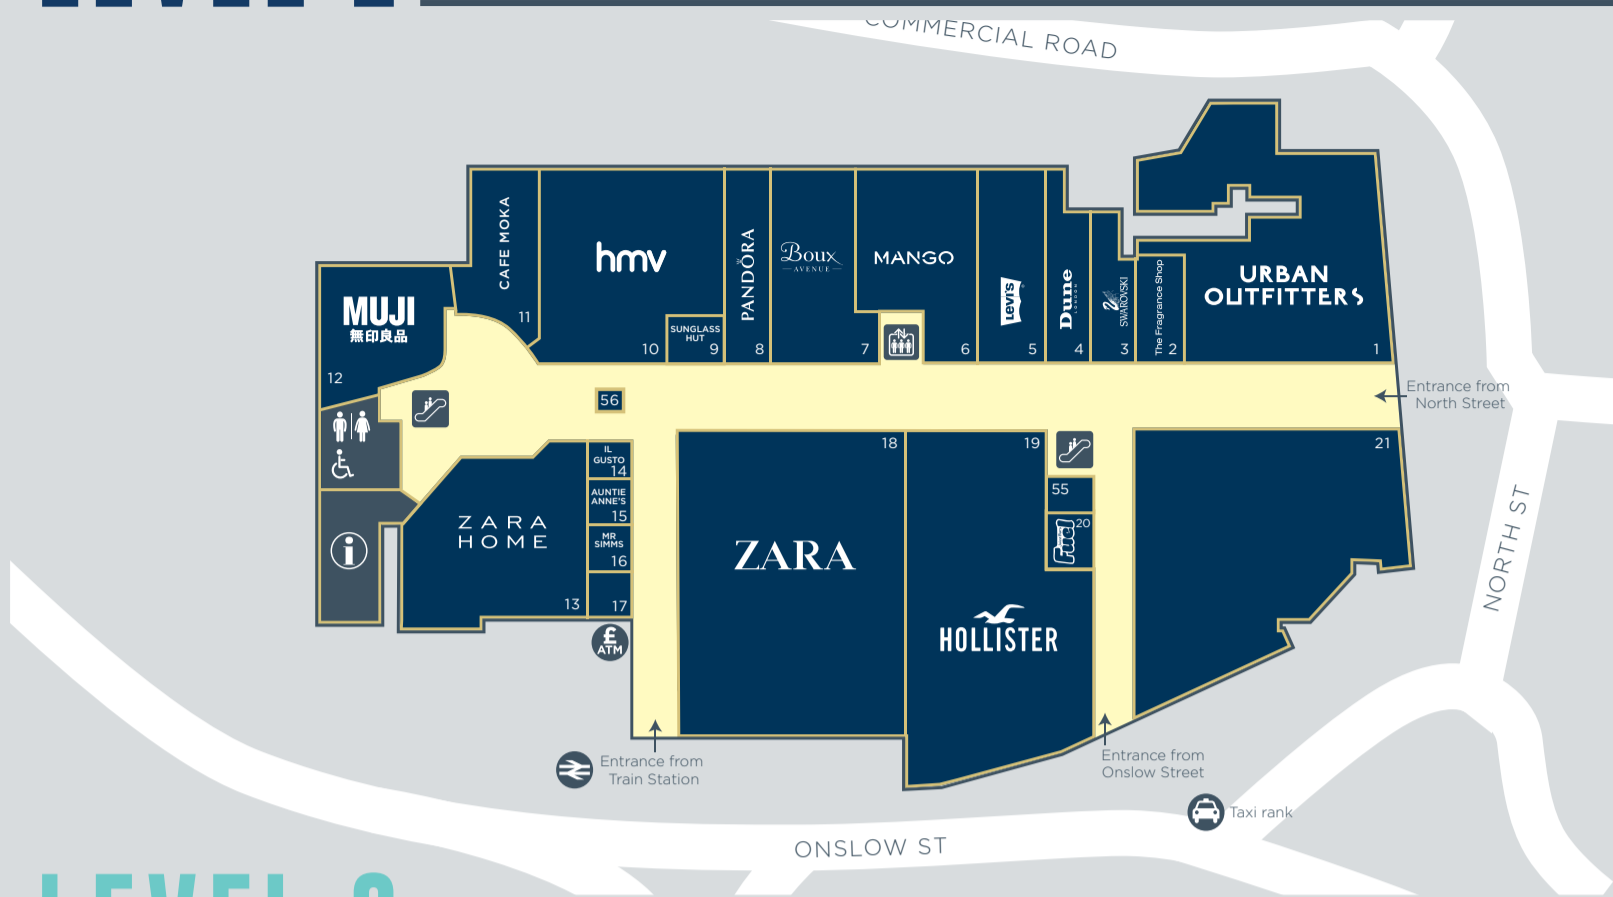 COMMERCIAL ROAD
CAFE MOKA
11
hmv
10
SUNGLASS
HUT
9
PANDÖRA
8
Boux
AVENUE
7
MANGO
6
Levi's
5
Dune
LONDON
4
SWAROVSKI
3
The Fragrance Shop
2
URBAN
OUTFITTERS
1
MUJI
無印良品
12
56
Entrance from
North Street
ZARA
HOME
13
IL
GUSTO
14
AUNTIE
ANNE'S
15
MR
SIMMS
16
17
£
ATM
18
ZARA
19
HOLLISTER
55
20
Fuel
21
NORTH ST
Entrance from
Train Station
Entrance from
Onslow Street
Taxi rank
ONSLOW ST